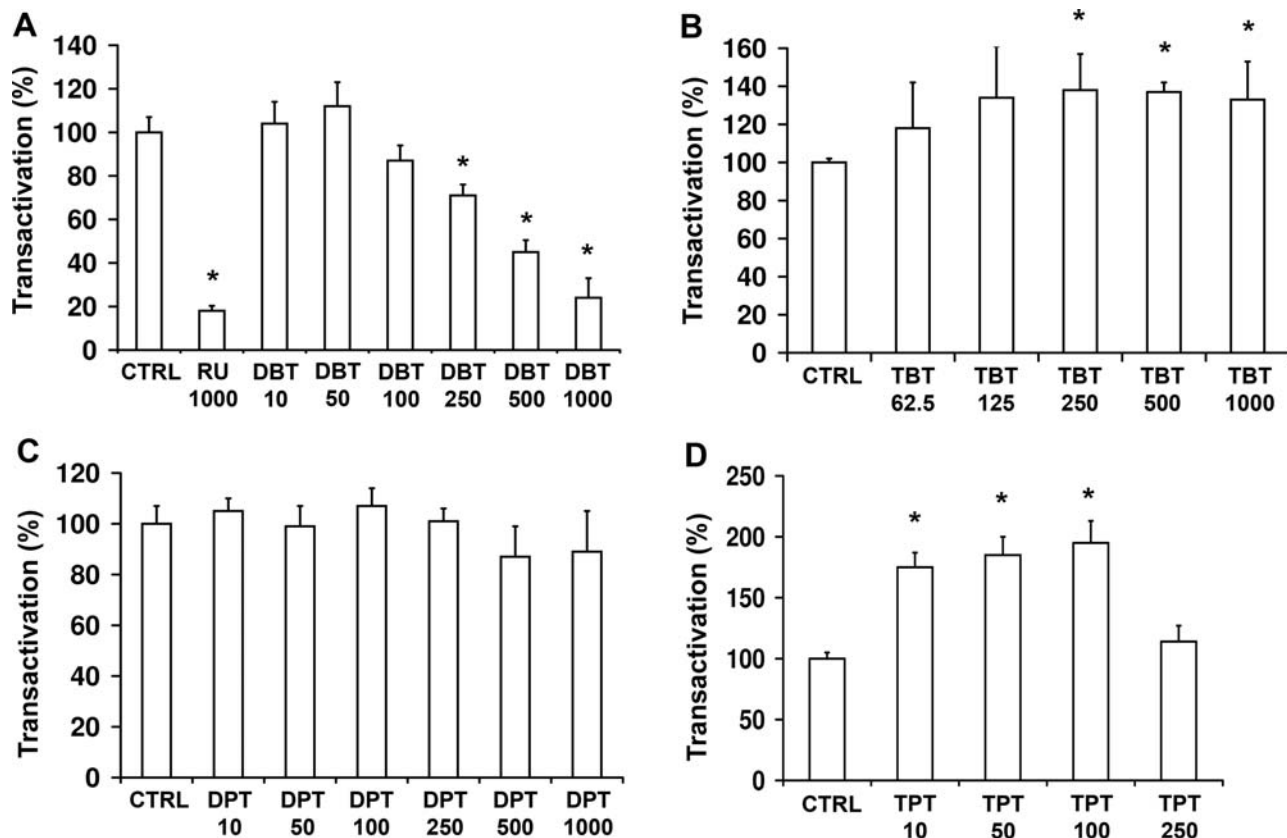 A
Transactivation (%)
140
120
100
80
60
40
20
0
* * * *
CTRL RU DBT DBT DBT DBT DBT DBT
1000 10 50 100 250 500 1000
B
Transactivation (%)
160
140
120
100
80
60
40
20
0
* * *
CTRL TBT TBT TBT TBT TBT
62.5 125 250 500 1000
C
Transactivation (%)
120
100
80
60
40
20
0
CTRL DPT DPT DPT DPT DPT DPT
10 50 100 250 500 1000
D
Transactivation (%)
250
200
150
100
50
0
* * *
CTRL TPT TPT TPT TPT
10 50 100 250